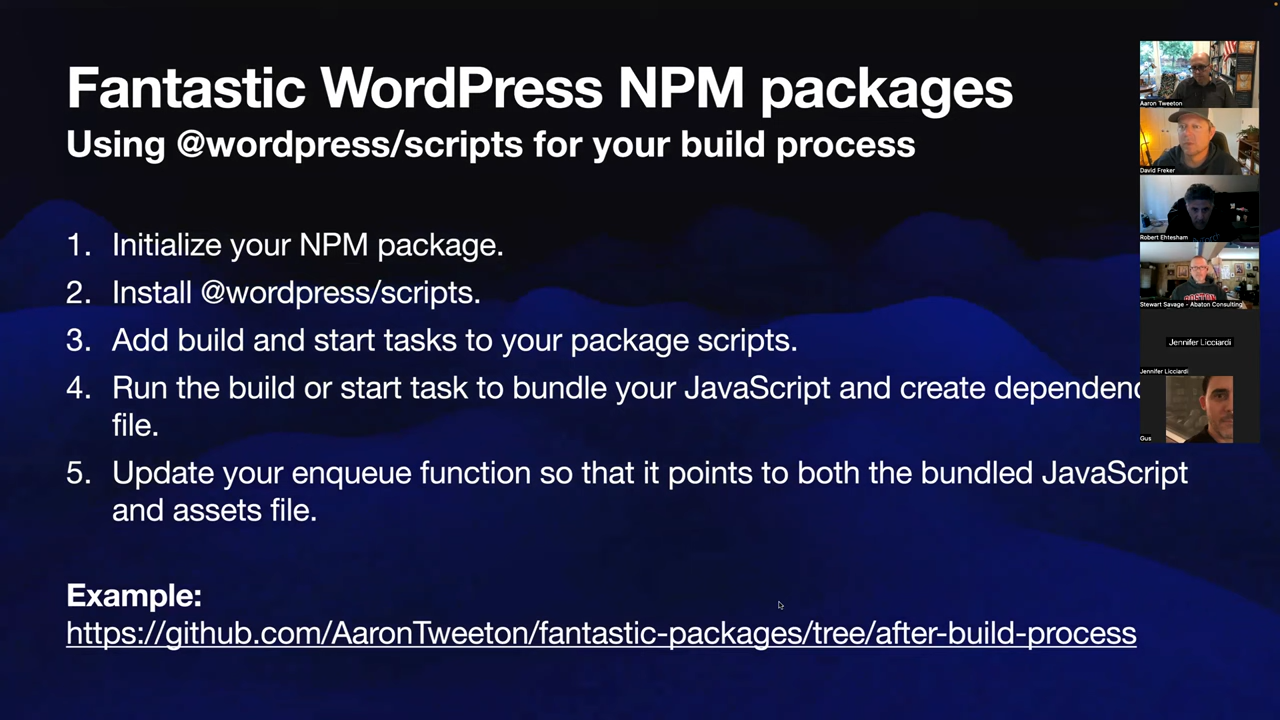 Fantastic WordPress NPM packages
Using @wordpress/scripts for your build process
1. Initialize your NPM package.
2. Install @wordpress/scripts.
3. Add build and start tasks to your package scripts.
4. Run the build or start task to bundle your JavaScript and create dependenc
file.
5. Update your enqueue function so that it points to both the bundled JavaScript
and assets file.
Example:
https://github.com/AaronTweeton/fantastic-packages/tree/after-build-process
Aaron Tweeton
David Freker
Robert Ehtesham
Stewart Savage - Abaton Consulting
Jennifer Licciardi
Jennifer Licciardi
Gus